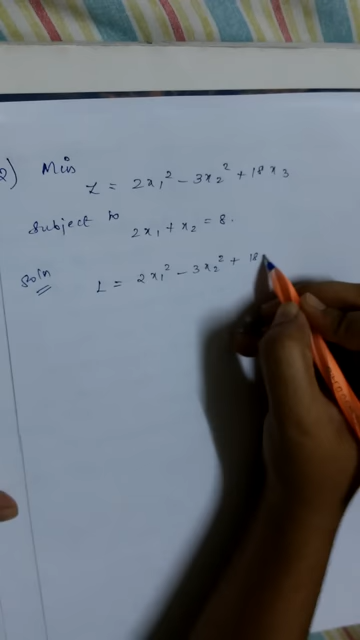 2) Min
Z = 2x₁² - 3x₂² + 18x₃
Subject to
2x₁ + x₂ = 8.
Soln
L = 2x₁² - 3x₂² + 18